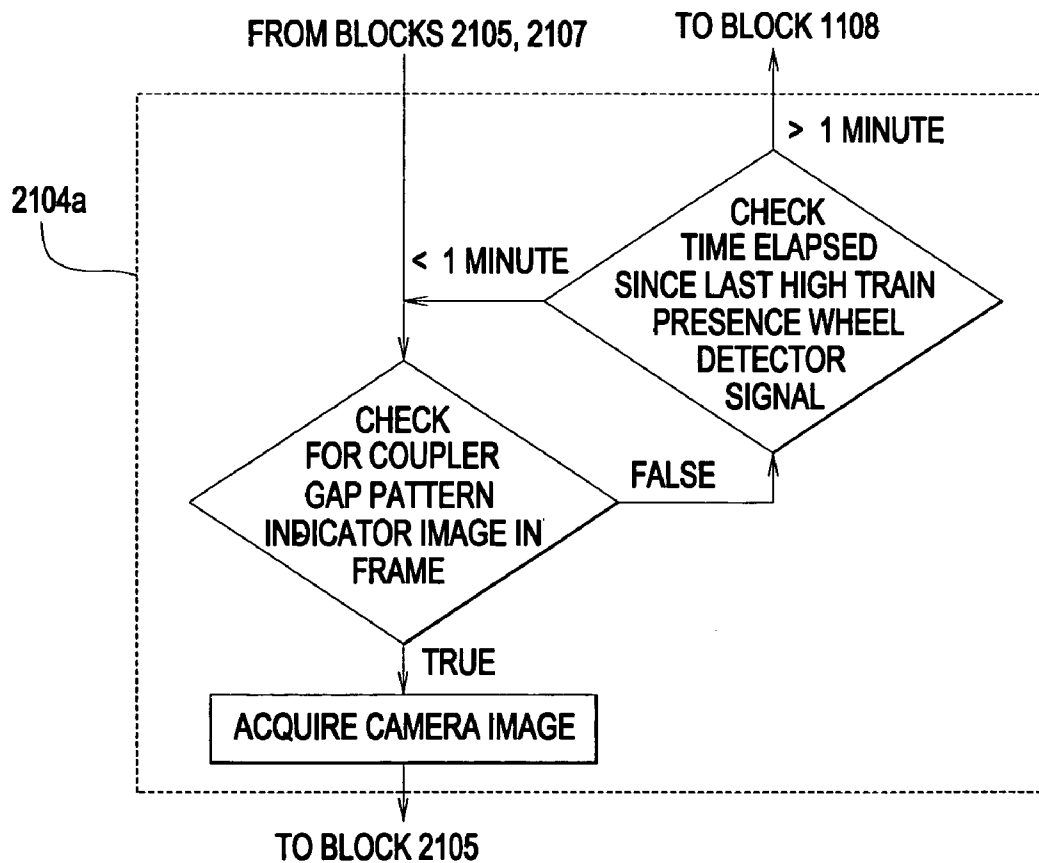 FROM BLOCKS 2105, 2107
TO BLOCK 1108
> 1 MINUTE
2104a
< 1 MINUTE
CHECK
TIME ELAPSED
SINCE LAST HIGH TRAIN
PRESENCE WHEEL
DETECTOR
SIGNAL
CHECK
FOR COUPLER
GAP PATTERN
INDICATOR IMAGE IN
FRAME
FALSE
TRUE
ACQUIRE CAMERA IMAGE
TO BLOCK 2105